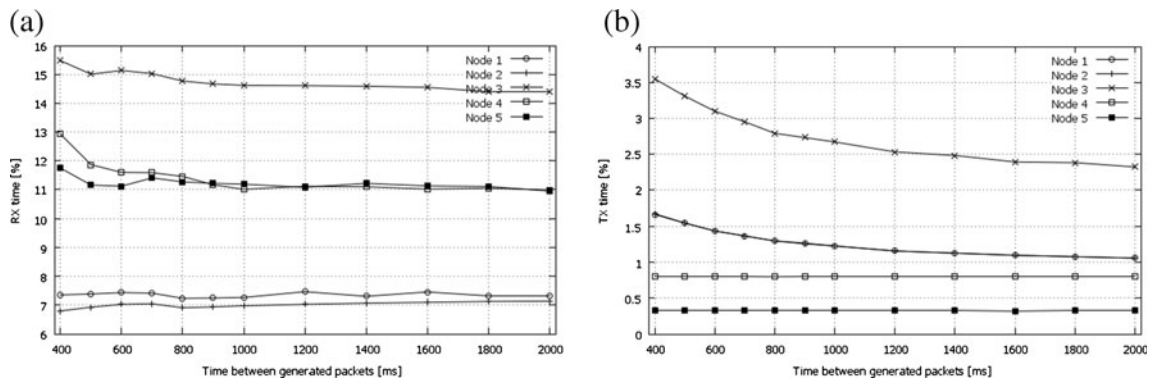 (a)
16
15
14
13
12
11
10
9
8
7
6
RX time [%]
Node 1
Node 2
Node 3
Node 4
Node 5
400 600 800 1000 1200 1400 1600 1800 2000
Time between generated packets [ms]
(b)
4
3.5
3
2.5
2
1.5
1
0.5
0
TX time [%]
Node 1
Node 2
Node 3
Node 4
Node 5
400 600 800 1000 1200 1400 1600 1800 2000
Time between generated packets [ms]